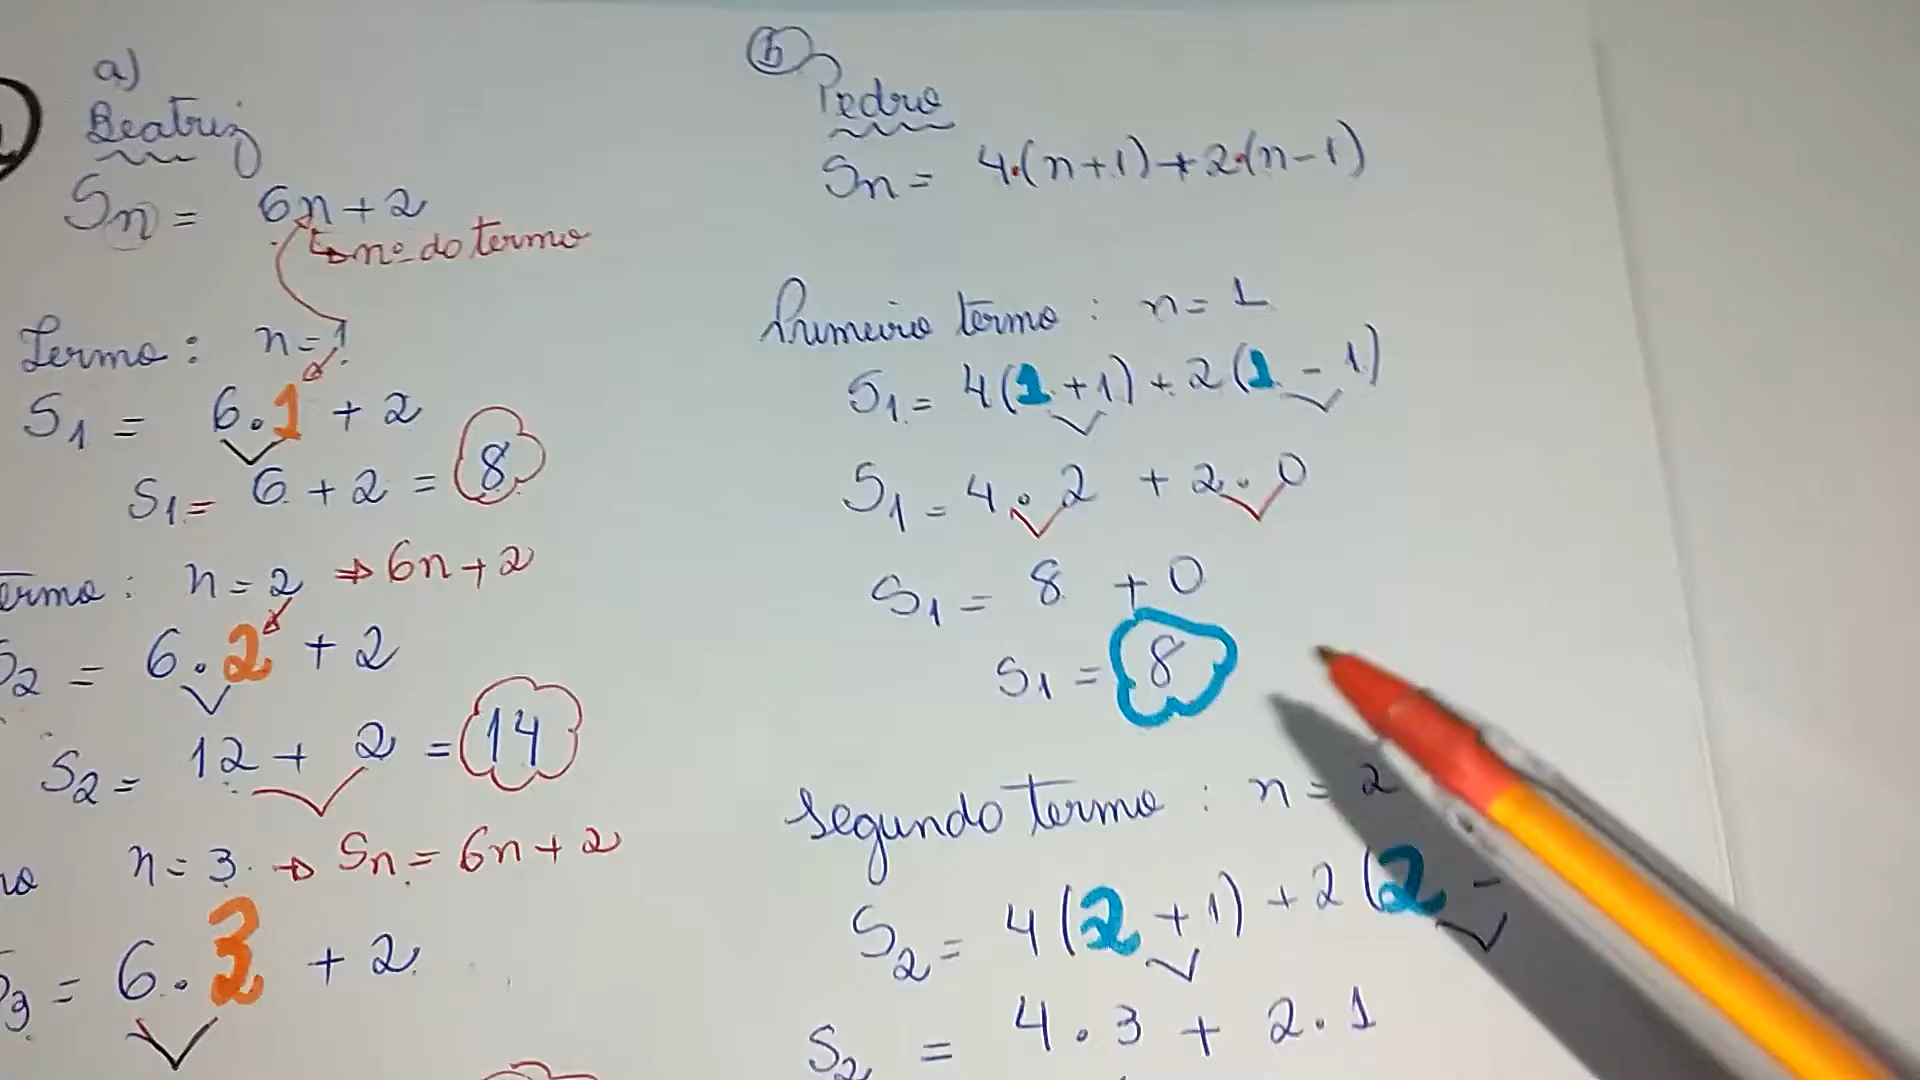 a)
Beatriz
Sn = 6n + 2
nº do termo
Termo : n = 1
S1 = 6.1 + 2
S1 = 6 + 2 = 8
termo : n = 2 ⇒ 6n + 2
S2 = 6.2 + 2
S2 = 12 + 2 = 14
n = 3 → Sn = 6n + 2
S3 = 6.3 + 2
b
Pedro
Sn = 4.(n+1) + 2.(n-1)
Primeiro termo : n = 1
S1 = 4(1+1) + 2(1-1)
S1 = 4.2 + 2.0
S1 = 8 + 0
S1 = 8
Segundo termo : n = 2
S2 = 4(2+1) + 2(2-
S2 = 4.3 + 2.1